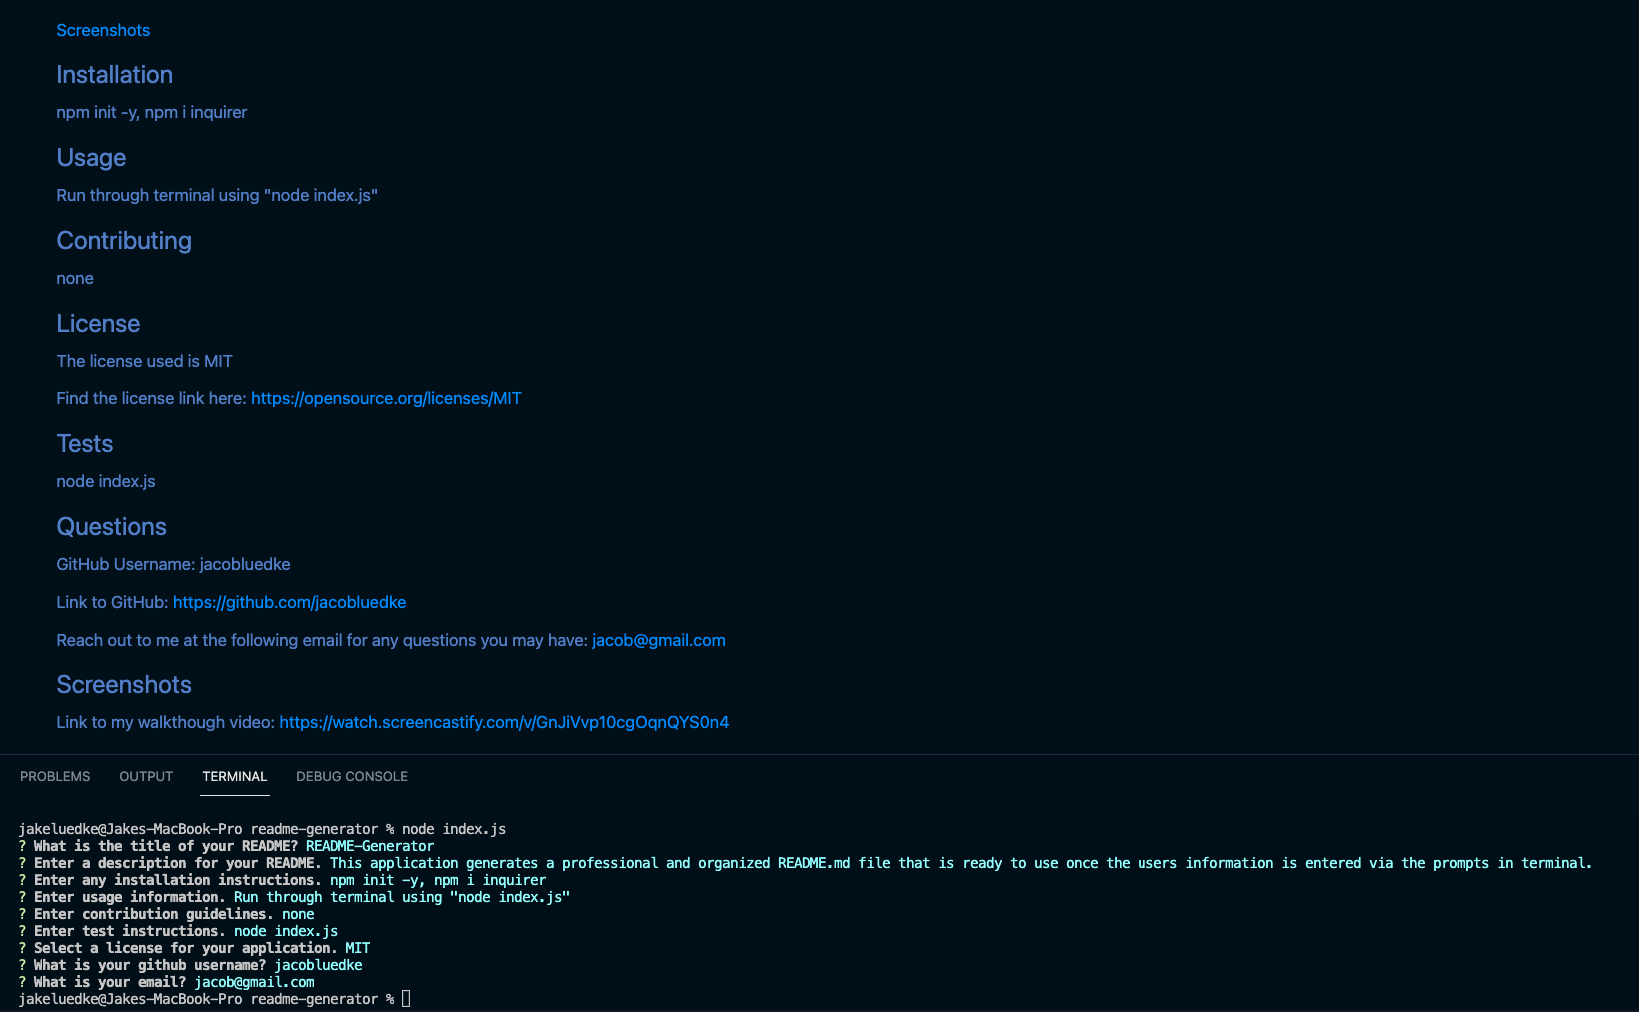 Screenshots
Installation
npm init -y, npm i inquirer
Usage
Run through terminal using "node index.js"
Contributing
none
License
The license used is MIT
Find the license link here: https://opensource.org/licenses/MIT
Tests
node index.js
Questions
GitHub Username: jacobluedke
Link to GitHub: https://github.com/jacobluedke
Reach out to me at the following email for any questions you may have: jacob@gmail.com
Screenshots
Link to my walkthough video: https://watch.screencastify.com/v/GnJiVvp10cgOqnQYS0n4
PROBLEMS OUTPUT TERMINAL DEBUG CONSOLE
jakeluedke@Jakes-MacBook-Pro readme-generator % node index.js
? What is the title of your README? README-Generator
? Enter a description for your README. This application generates a professional and organized README.md file that is ready to use once the users information is entered via the prompts in terminal.
? Enter any installation instructions. npm init -y, npm i inquirer
? Enter usage information. Run through terminal using "node index.js"
? Enter contribution guidelines. none
? Enter test instructions. node index.js
? Select a license for your application. MIT
? What is your github username? jacobluedke
? What is your email? jacob@gmail.com
jakeluedke@Jakes-MacBook-Pro readme-generator %